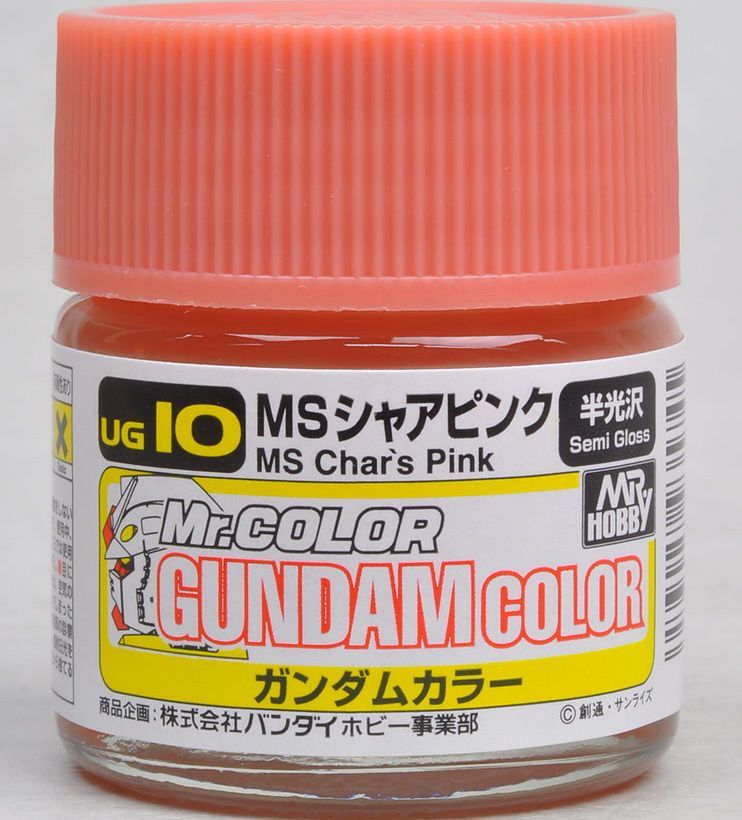 UG 10
MSシャアピンク
MS Char's Pink
半光沢
Semi Gloss
Mr.COLOR
MR HOBBY
GUNDAM COLOR
ガンダムカラー
商品企画:株式会社バンダイホビー事業部
©創通・サンライズ